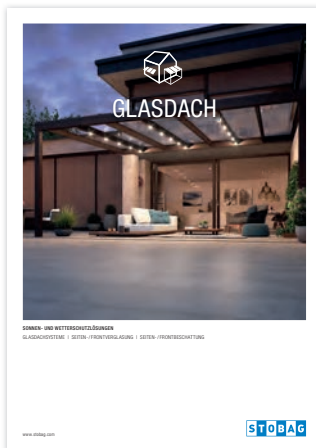 GLASDACH
SONNEN- UND WETTERSCHUTZLÖSUNGEN
GLASDACHSYSTEME | SEITEN-/FRONTVERGLASUNG | SEITEN-/FRONTBESCHATTUNG
www.stobag.com
STOBAG